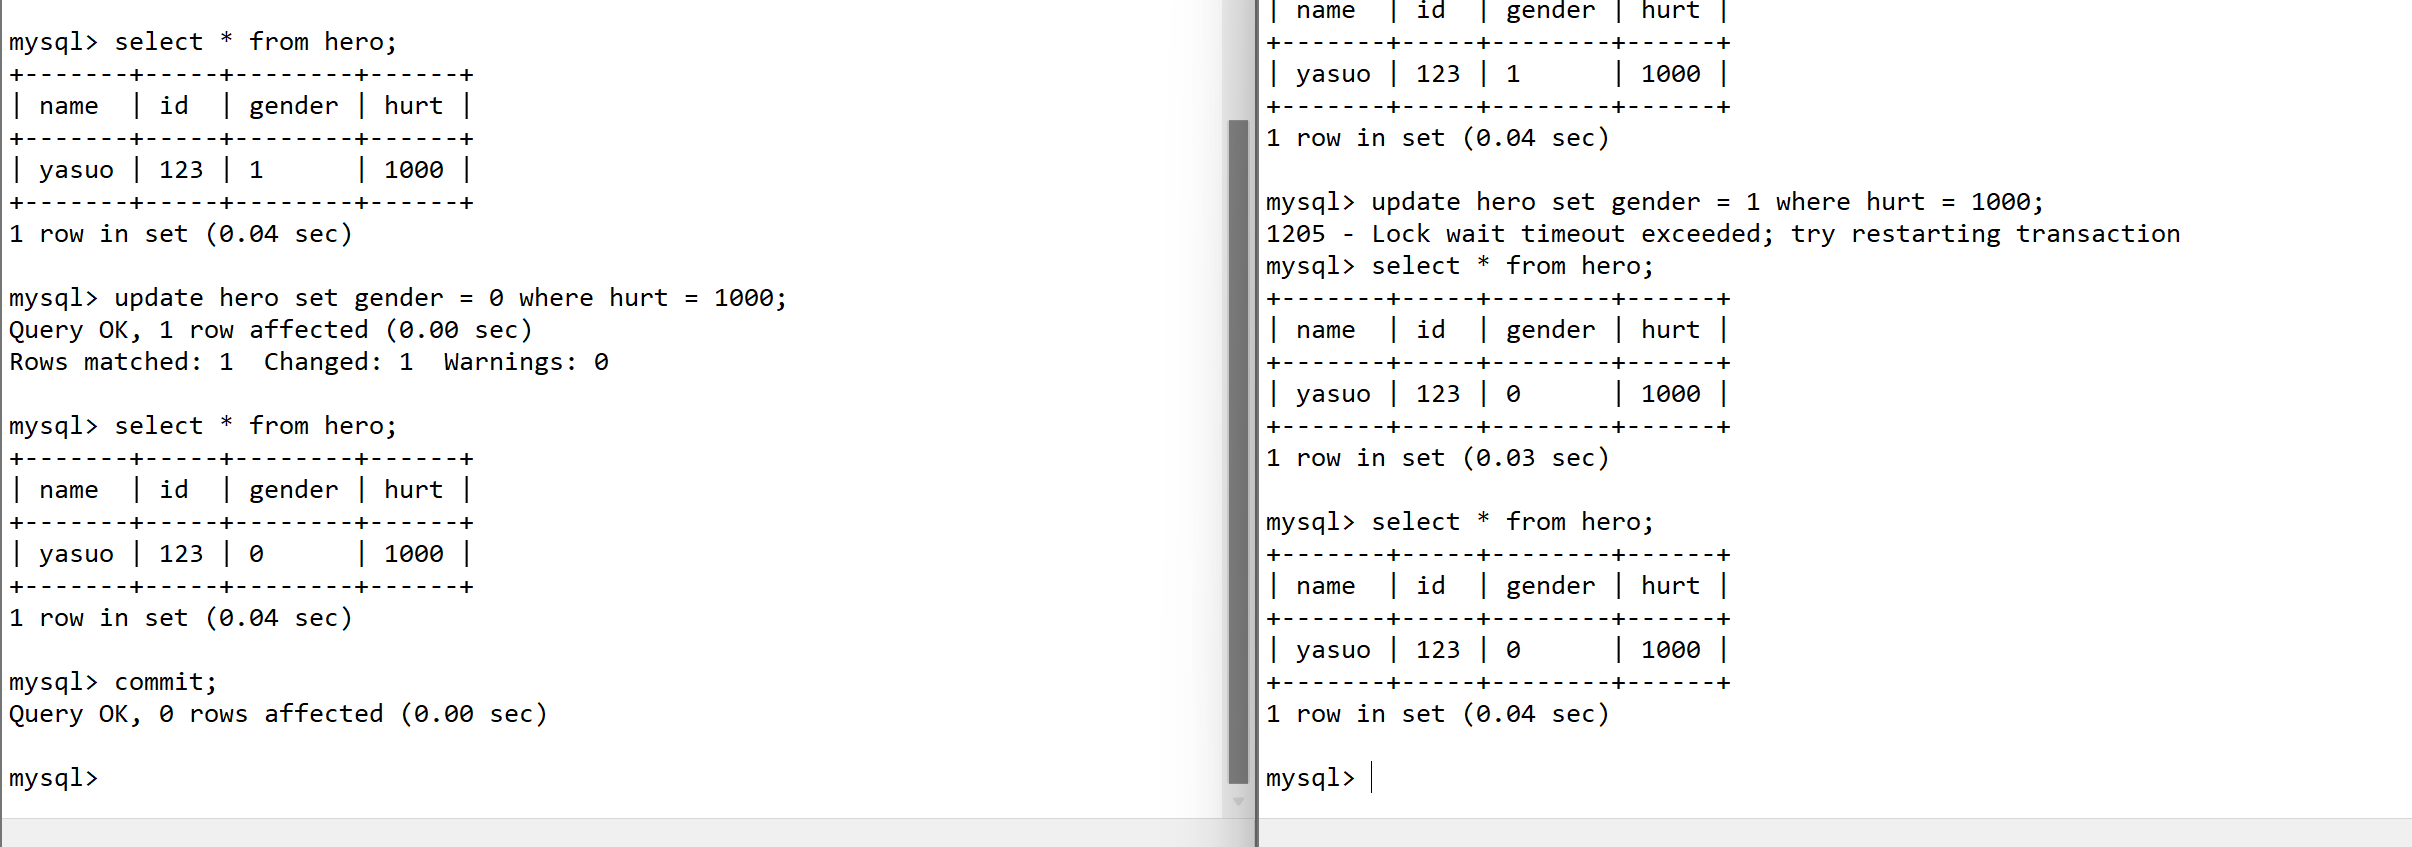 mysql> select * from hero;
+-------+-----+--------+------+
| name  | id  | gender | hurt |
+-------+-----+--------+------+
| yasuo | 123 | 1      | 1000 |
+-------+-----+--------+------+
1 row in set (0.04 sec)
mysql> update hero set gender = 0 where hurt = 1000;
Query OK, 1 row affected (0.00 sec)
Rows matched: 1  Changed: 1  Warnings: 0
mysql> select * from hero;
+-------+-----+--------+------+
| name  | id  | gender | hurt |
+-------+-----+--------+------+
| yasuo | 123 | 0      | 1000 |
+-------+-----+--------+------+
1 row in set (0.04 sec)
mysql> commit;
Query OK, 0 rows affected (0.00 sec)
mysql>
| name  | id  | gender | hurt |
+-------+-----+--------+------+
| yasuo | 123 | 1      | 1000 |
+-------+-----+--------+------+
1 row in set (0.04 sec)
mysql> update hero set gender = 1 where hurt = 1000;
1205 - Lock wait timeout exceeded; try restarting transaction
mysql> select * from hero;
+-------+-----+--------+------+
| name  | id  | gender | hurt |
+-------+-----+--------+------+
| yasuo | 123 | 0      | 1000 |
+-------+-----+--------+------+
1 row in set (0.03 sec)
mysql> select * from hero;
+-------+-----+--------+------+
| name  | id  | gender | hurt |
+-------+-----+--------+------+
| yasuo | 123 | 0      | 1000 |
+-------+-----+--------+------+
1 row in set (0.04 sec)
mysql>